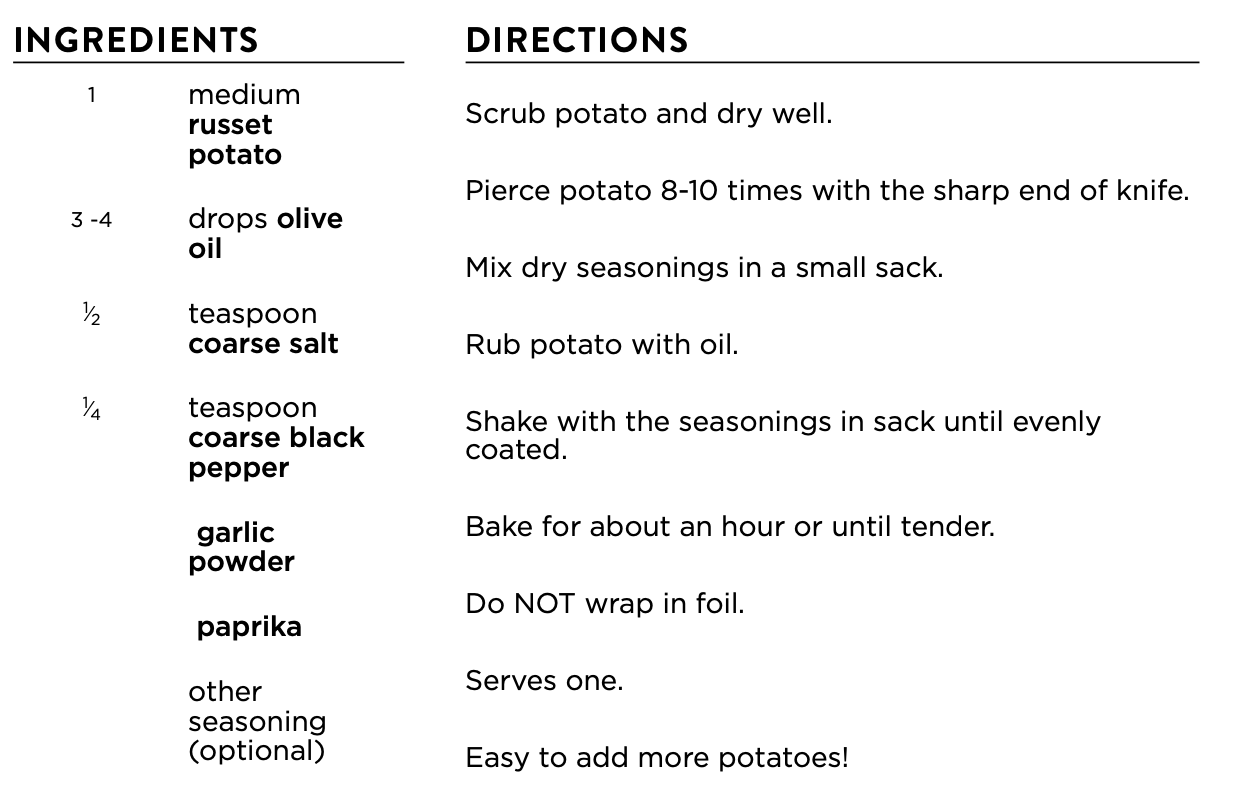 INGREDIENTS
1 medium
russet
potato
3 -4 drops olive
oil
½ teaspoon
coarse salt
¼ teaspoon
coarse black
pepper
garlic
powder
paprika
other
seasoning
(optional)
DIRECTIONS
Scrub potato and dry well.
Pierce potato 8-10 times with the sharp end of knife.
Mix dry seasonings in a small sack.
Rub potato with oil.
Shake with the seasonings in sack until evenly
coated.
Bake for about an hour or until tender.
Do NOT wrap in foil.
Serves one.
Easy to add more potatoes!